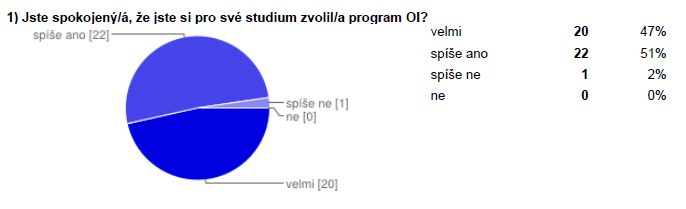 1) Jste spokojený/á, že jste si pro své studium zvolil/a program OI?
spíše ano [22]
spíše ne [1]
ne [0]
velmi [20]
velmi 20 47%
spíše ano 22 51%
spíše ne 1 2%
ne 0 0%